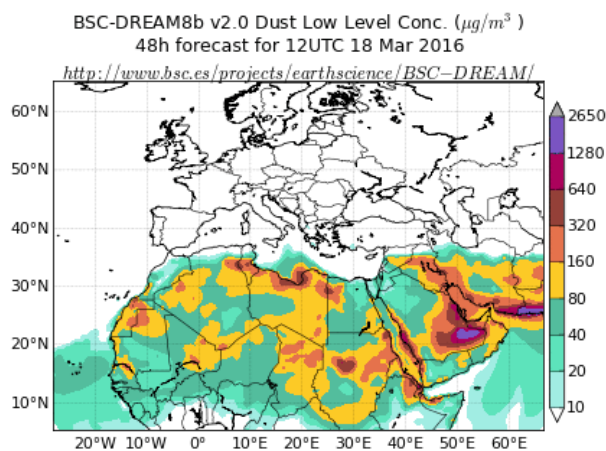 BSC-DREAM8b v2.0 Dust Low Level Conc. (μg/m³ )
48h forecast for 12UTC 18 Mar 2016
http://www.bsc.es/projects/earthscience/BSC−DREAM/
60°N
50°N
40°N
30°N
20°N
10°N
20°W 10°W 0° 10°E 20°E 30°E 40°E 50°E 60°E
2650
1280
640
320
160
80
40
20
10